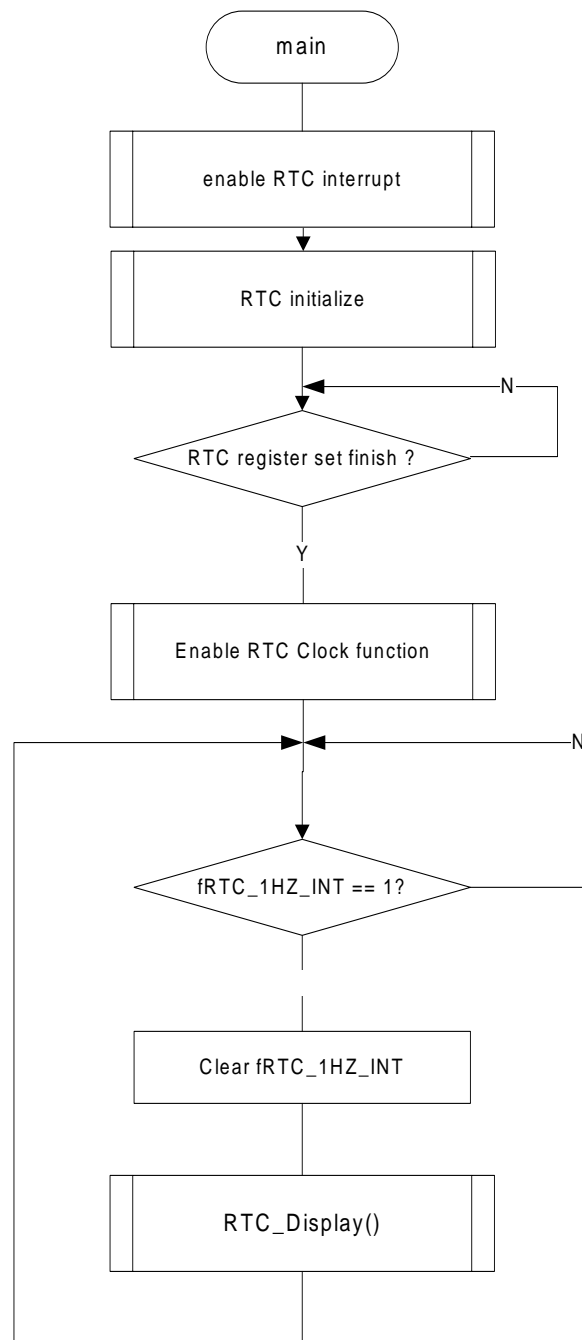 main
enable RTC interrupt
RTC initialize
N
RTC register set finish ?
Y
Enable RTC Clock function
N
fRTC_1HZ_INT == 1?
Clear fRTC_1HZ_INT
RTC_Display()